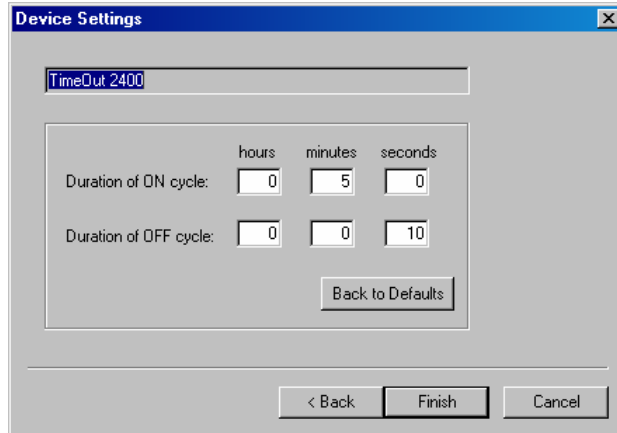 Device Settings
TimeOut 2400
hours minutes seconds
Duration of ON cycle: 0 5 0
Duration of OFF cycle: 0 0 10
Back to Defaults
< Back Finish Cancel